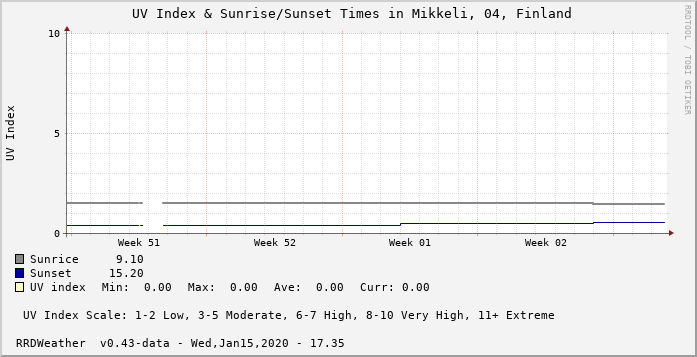 UV Index & Sunrise/Sunset Times in Mikkeli, 04, Finland
RRDTOOL / TOBI OETIKER
UV Index
10
5
0
Week 51 Week 52 Week 01 Week 02
Sunrice 9.10
Sunset 15.20
UV index Min: 0.00 Max: 0.00 Ave: 0.00 Curr: 0.00
UV Index Scale: 1-2 Low, 3-5 Moderate, 6-7 High, 8-10 Very High, 11+ Extreme
RRDWeather v0.43-data - Wed,Jan15,2020 - 17.35